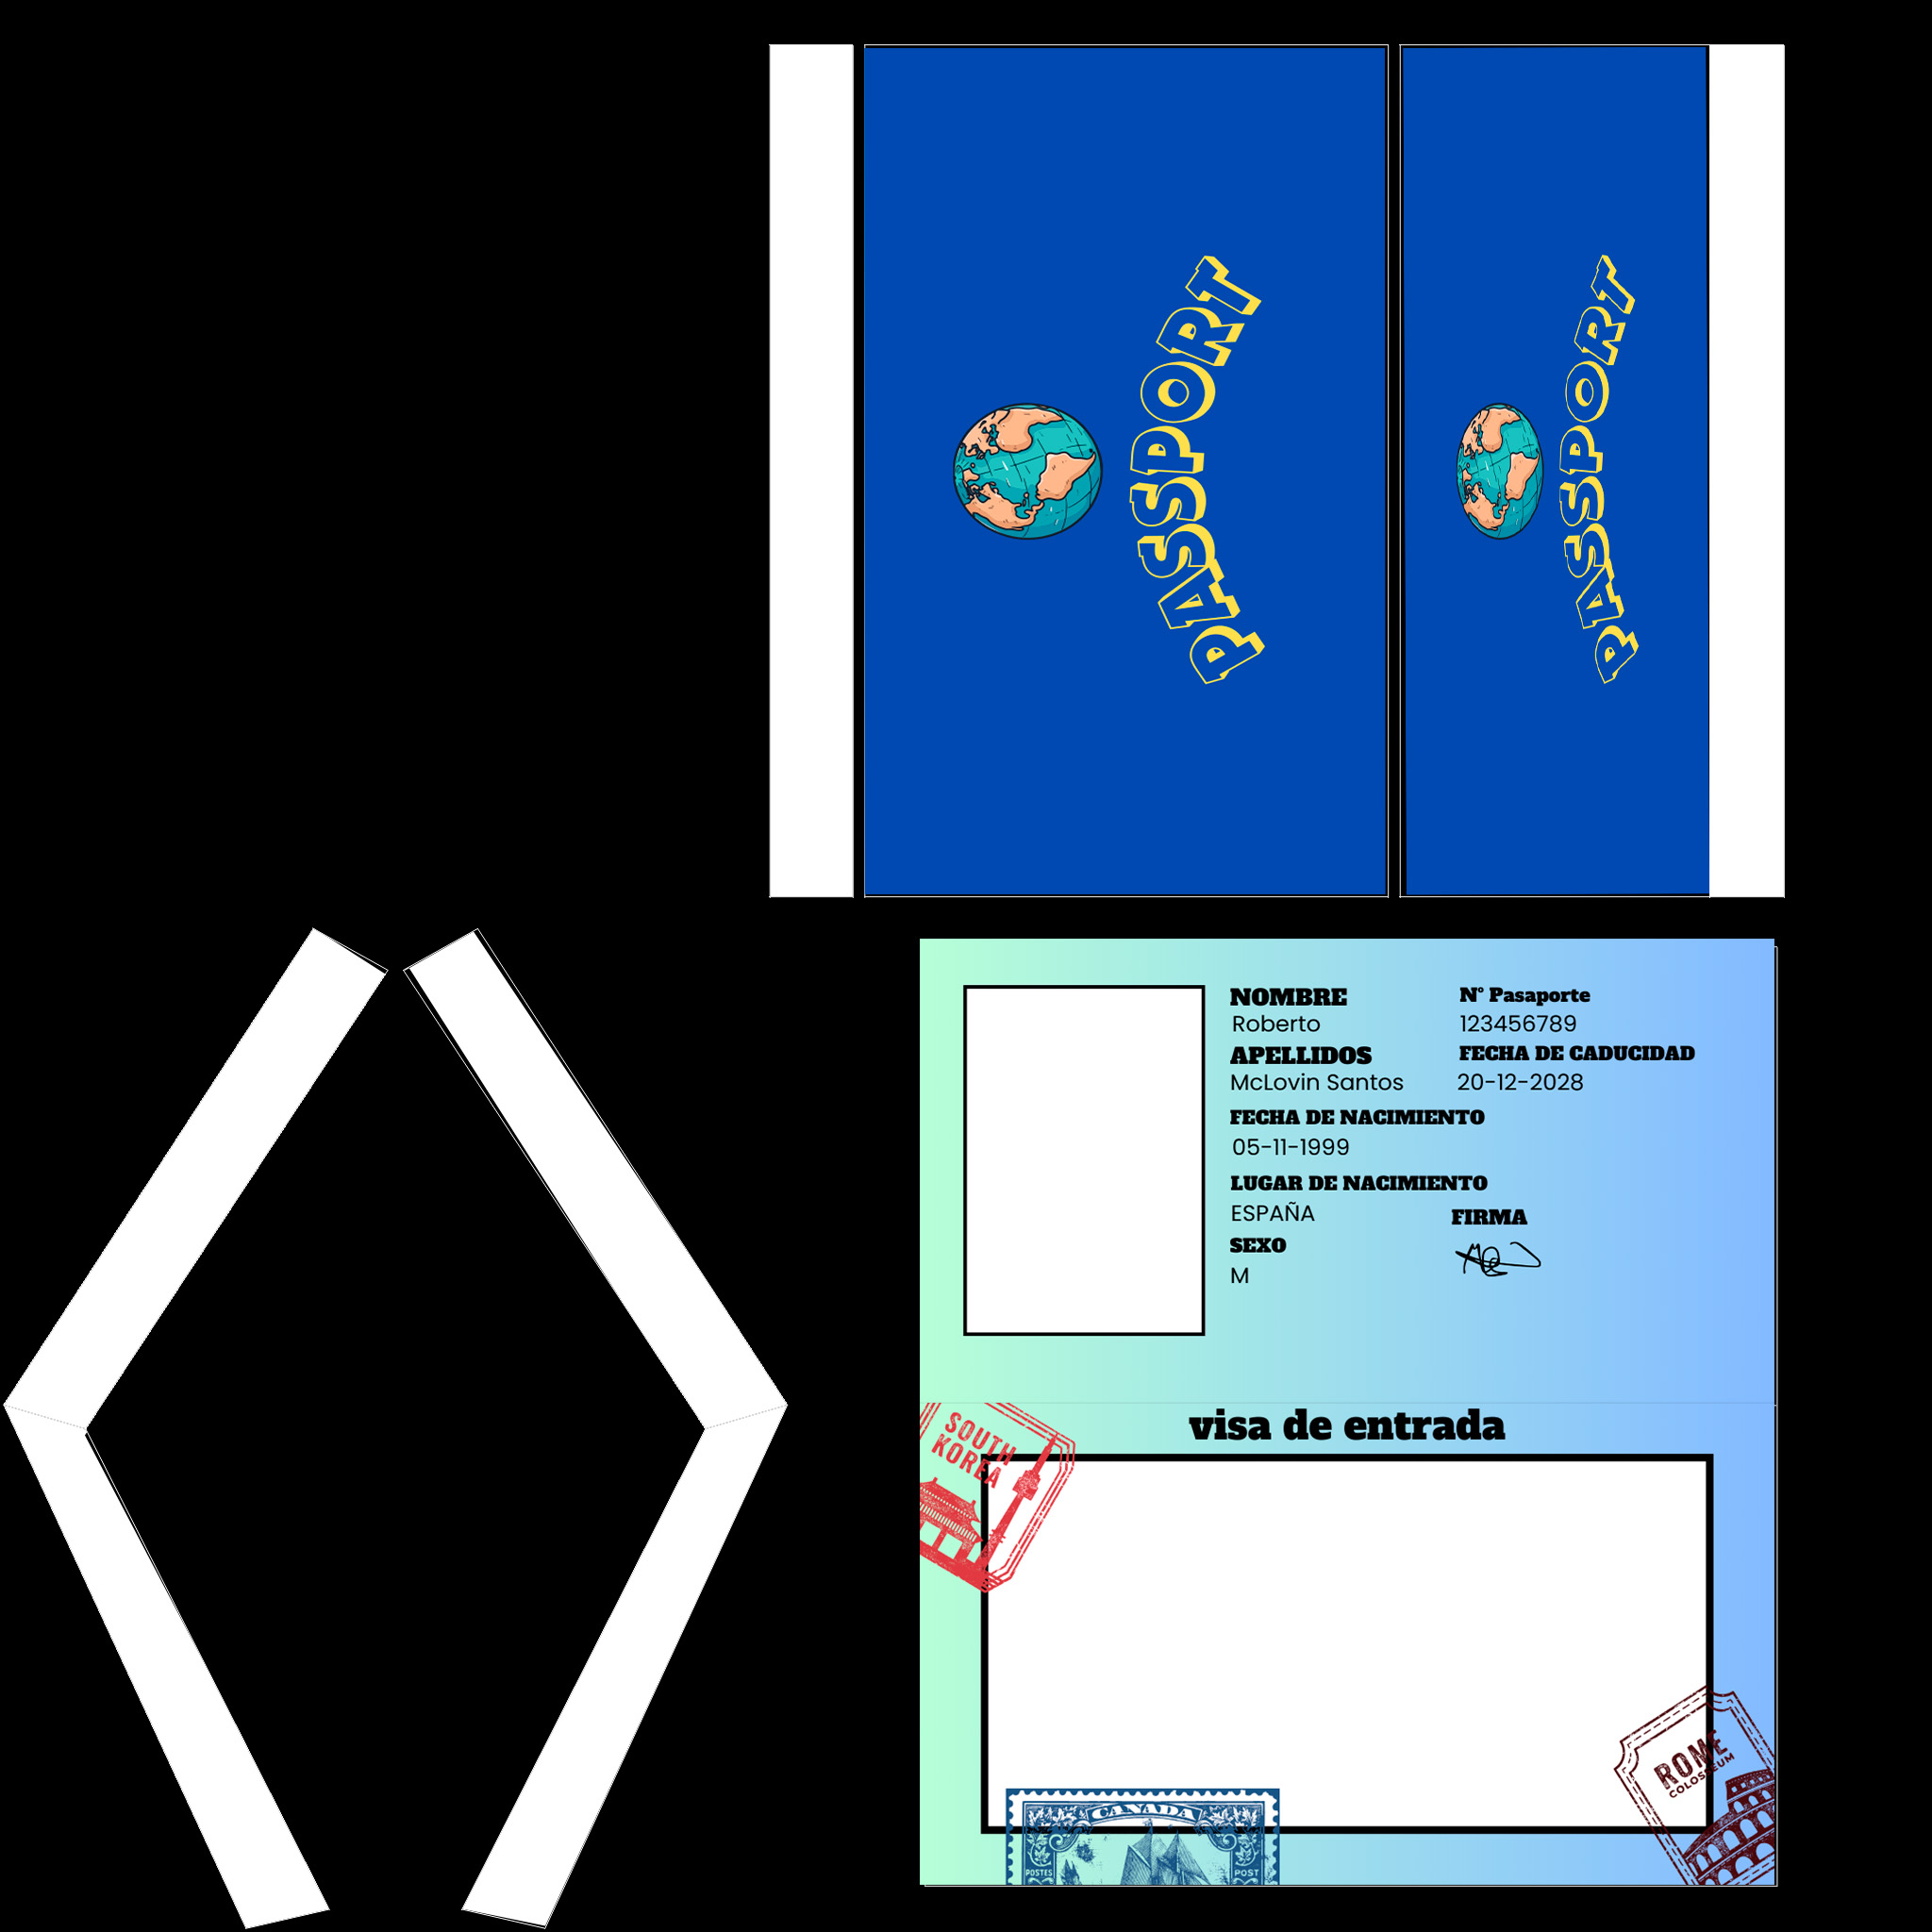 PASSPORT
PASSPORT
NOMBRE
Roberto
APELLIDOS
McLovin Santos
FECHA DE NACIMIENTO
05-11-1999
LUGAR DE NACIMIENTO
ESPAÑA
SEXO
M
Nº Pasaporte
123456789
FECHA DE CADUCIDAD
20-12-2028
FIRMA
visa de entrada
SOUTH
KOREA
ROME
COLOSSEUM
CANADA
POSTES
POST